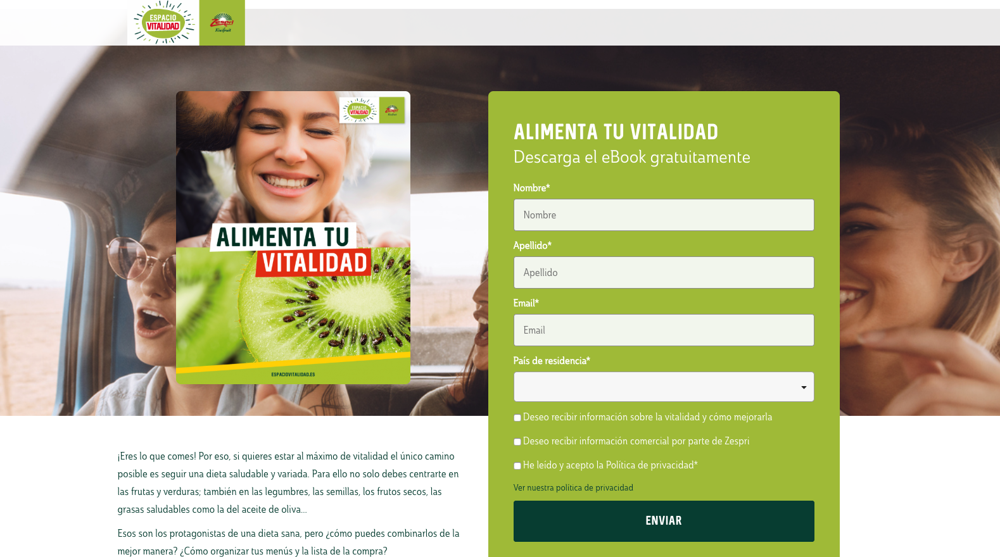 ESPACIO
VITALIDAD
Zespri
Kiwifruit
ESPACIO
VITALIDAD
Zespri
ALIMENTA TU
VITALIDAD
ESPACIOVITALIDAD.ES
ALIMENTA TU VITALIDAD
Descarga el eBook gratuitamente
Nombre*
Nombre
Apellido*
Apellido
Email*
Email
País de residencia*
Deseo recibir información sobre la vitalidad y cómo mejorarla
Deseo recibir información comercial por parte de Zespri
He leído y acepto la Política de privacidad*
Ver nuestra política de privacidad
ENVIAR
¡Eres lo que comes! Por eso, si quieres estar al máximo de vitalidad el único camino
posible es seguir una dieta saludable y variada. Para ello no solo debes centrarte en
las frutas y verduras; también en las legumbres, las semillas, los frutos secos, las
grasas saludables como la del aceite de oliva...
Esos son los protagonistas de una dieta sana, pero ¿cómo puedes combinarlos de la
mejor manera? ¿Cómo organizar tus menús y la lista de la compra?